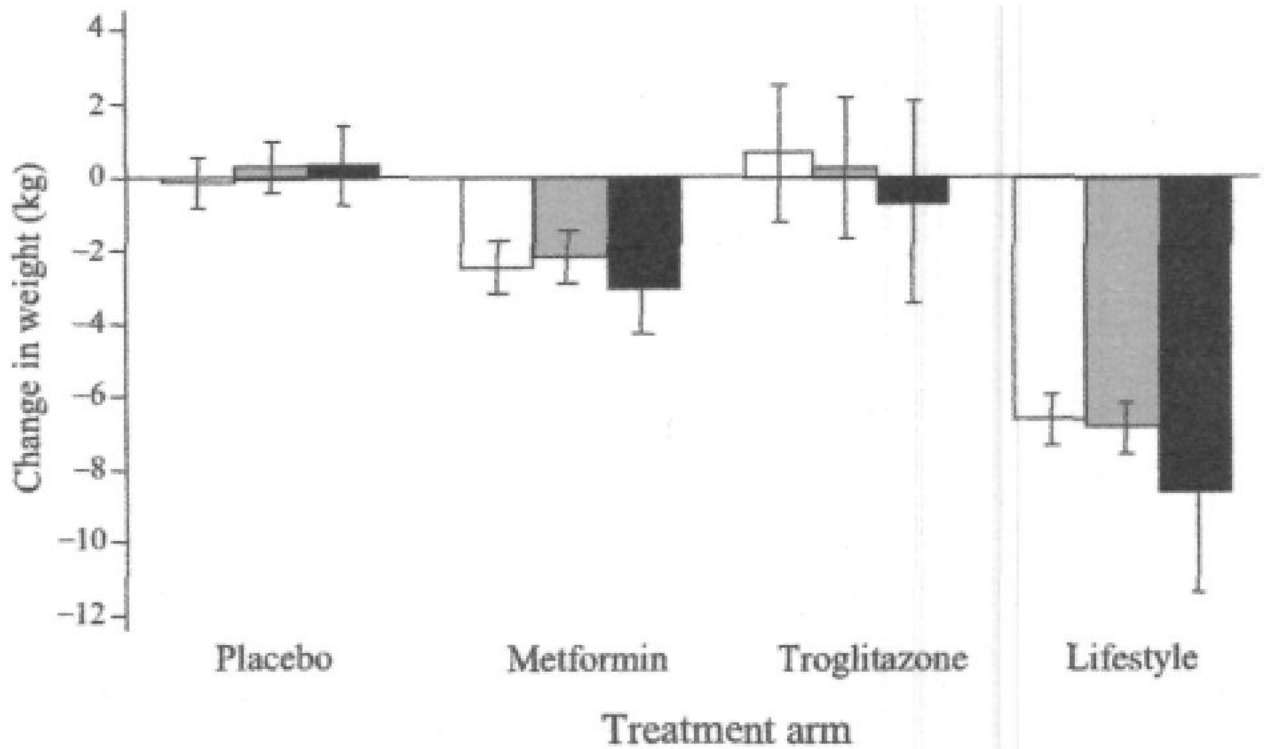 Change in weight (kg)
4
2
0
−2
−4
−6
−8
−10
−12
Placebo
Metformin
Troglitazone
Lifestyle
Treatment arm